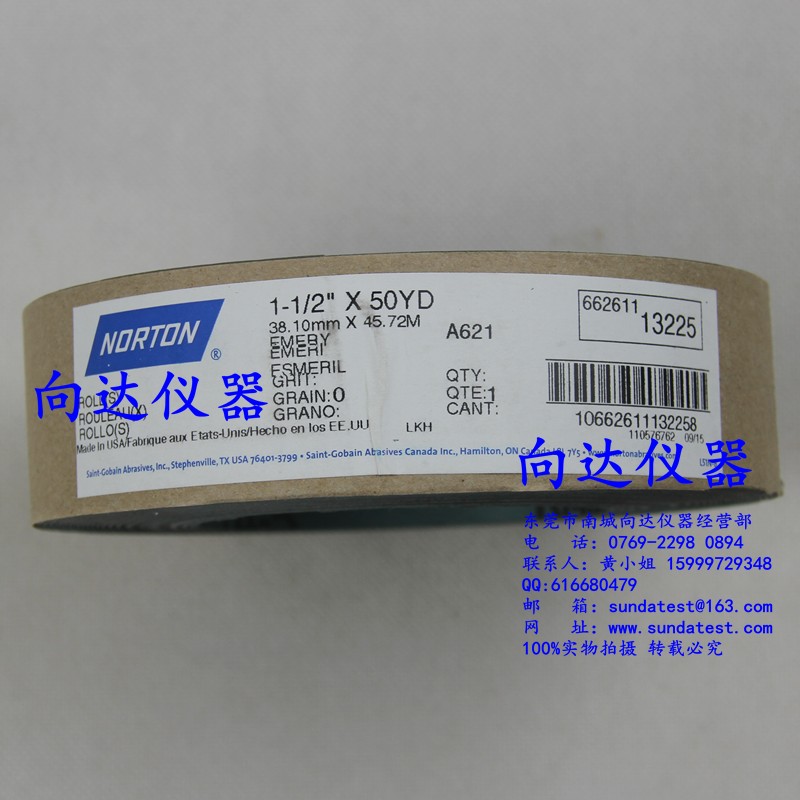 NORTON
®
1-1/2" X 50YD
38.10mm X 45.72M
A621
662611
13225
EMERY
EMERI
ESMERIL
ROLL(S)
ROULEAU(X)
ROLLO(S)
GRIT:
GRAIN:0
GRANO:
QTY:
QTE:1
CANT:
10662611132258
110576762 09/15
Made in USA/Fabrique aux Etats-Unis/Hecho en los EE.UU
LKH
Saint-Gobain Abrasives, Inc., Stephenville, TX USA 76401-3799 • Saint-Gobain Abrasives Canada Inc., Hamilton, ON Canada L8L 7Y5 • www.nortonabrasives.com
向达仪器
向达仪器
东莞市南城向达仪器经营部
电 话: 0769-2298 0894
联系人: 黄小姐 15999729348
QQ:616680479
邮 箱: sundatest@163.com
网 址: www.sundatest.com
100%实物拍摄 转载必究